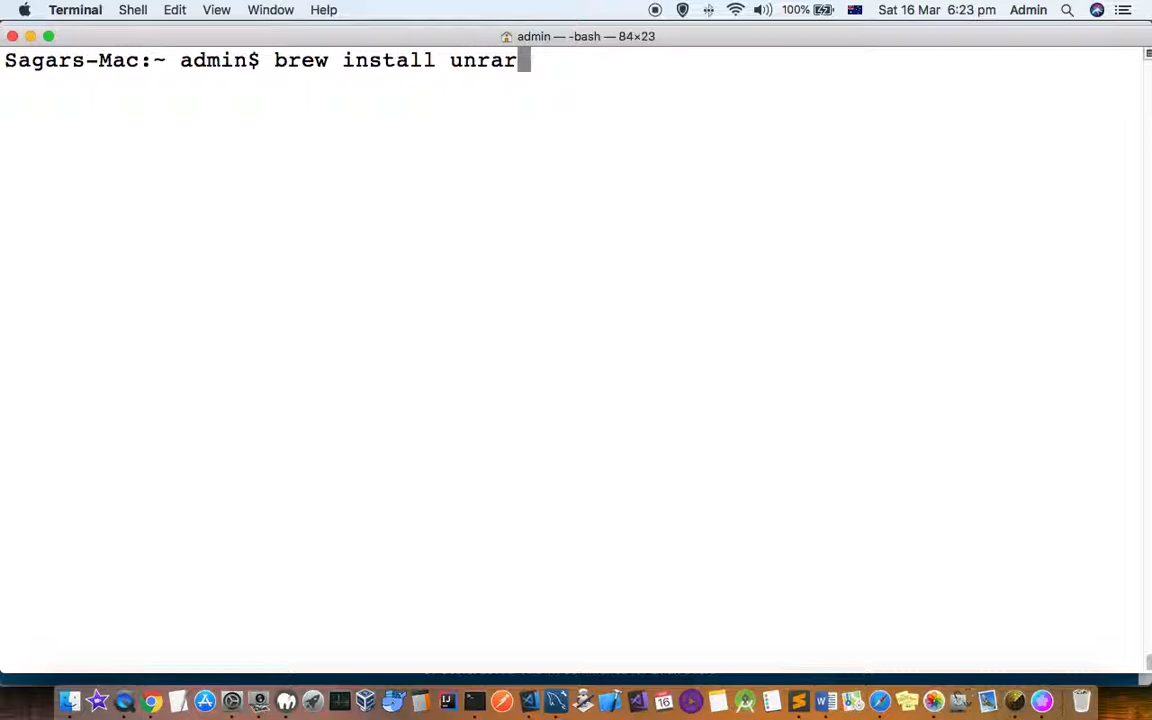 Terminal Shell Edit View Window Help 100% Sat 16 Mar 6:23 pm Admin
admin — -bash — 84×23
Sagars-Mac:~ admin$ brew install unrar
16